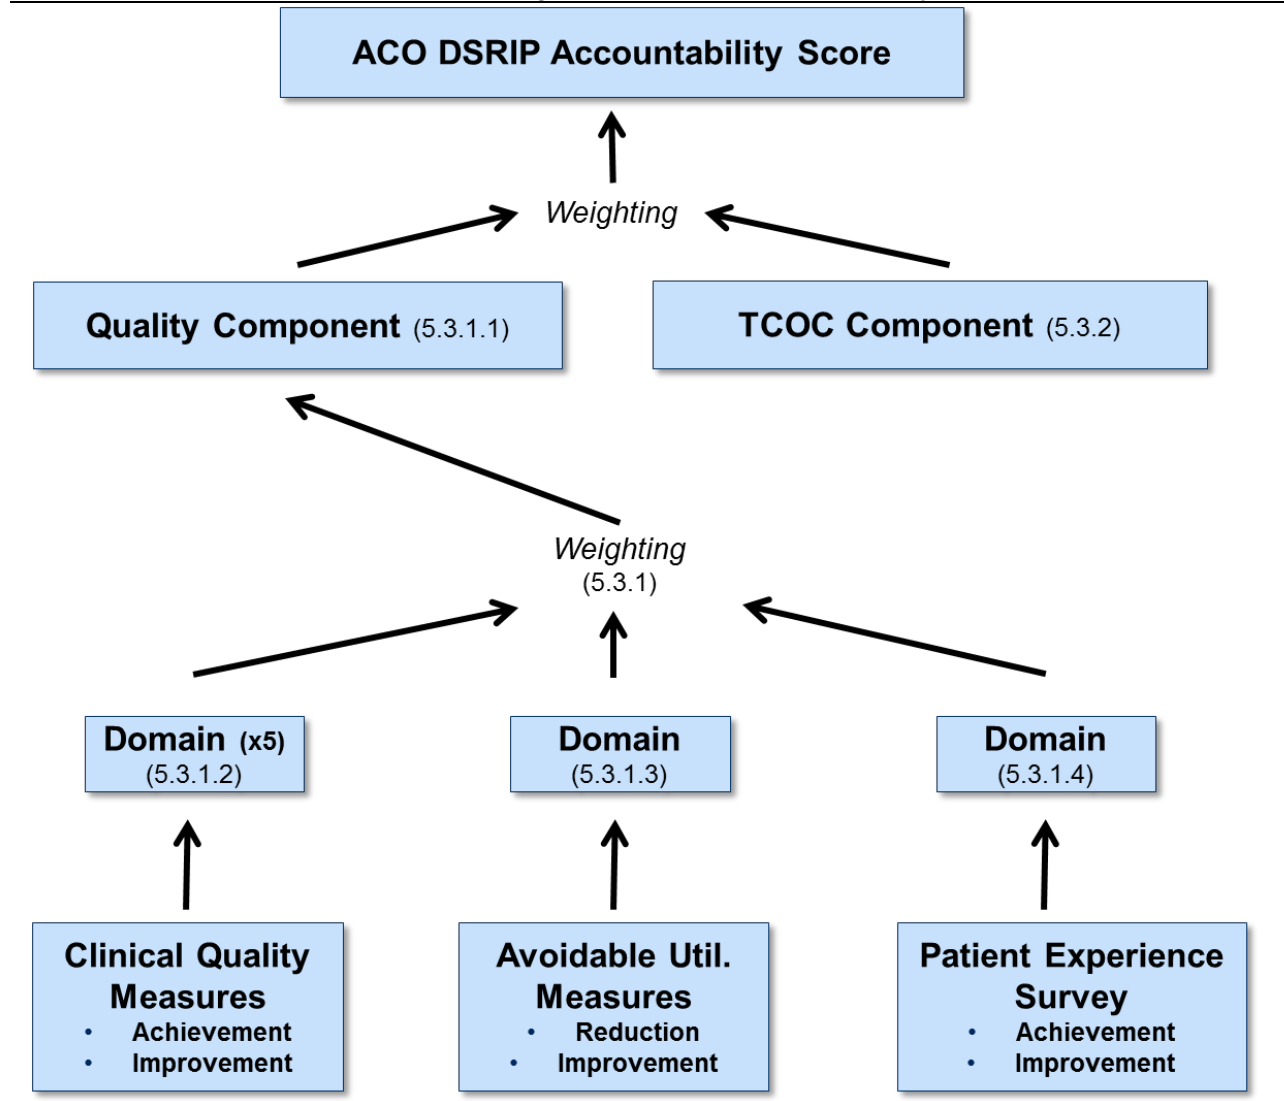 ACO DSRIP Accountability Score
Weighting
Quality Component (5.3.1.1)
TCOC Component (5.3.2)
Weighting
(5.3.1)
Domain (x5)
(5.3.1.2)
Domain
(5.3.1.3)
Domain
(5.3.1.4)
Clinical Quality
Measures
• Achievement
• Improvement
Avoidable Util.
Measures
• Reduction
• Improvement
Patient Experience
Survey
• Achievement
• Improvement